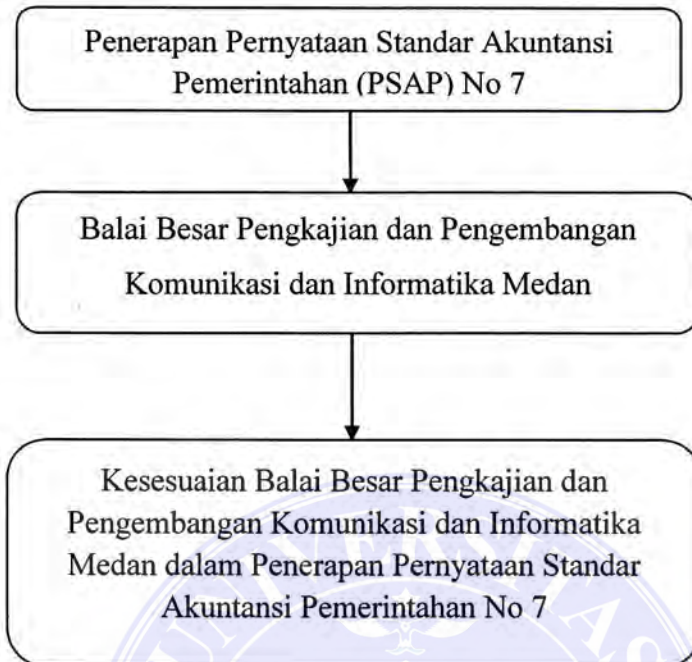 Penerapan Pernyataan Standar Akuntansi
Pemerintahan (PSAP) No 7
Balai Besar Pengkajian dan Pengembangan
Komunikasi dan Informatika Medan
Kesesuaian Balai Besar Pengkajian dan
Pengembangan Komunikasi dan Informatika
Medan dalam Penerapan Pernyataan Standar
Akuntansi Pemerintahan No 7
UNIVERSITAS